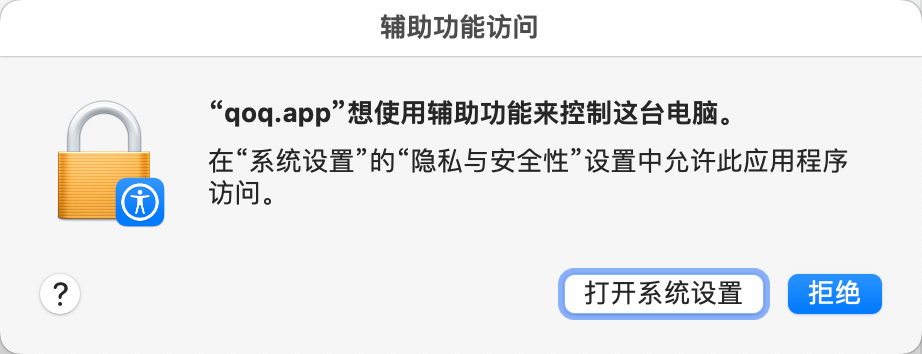 辅助功能访问
“qoq.app”想使用辅助功能来控制这台电脑。
在“系统设置”的“隐私与安全性”设置中允许此应用程序
访问。
?
打开系统设置
拒绝